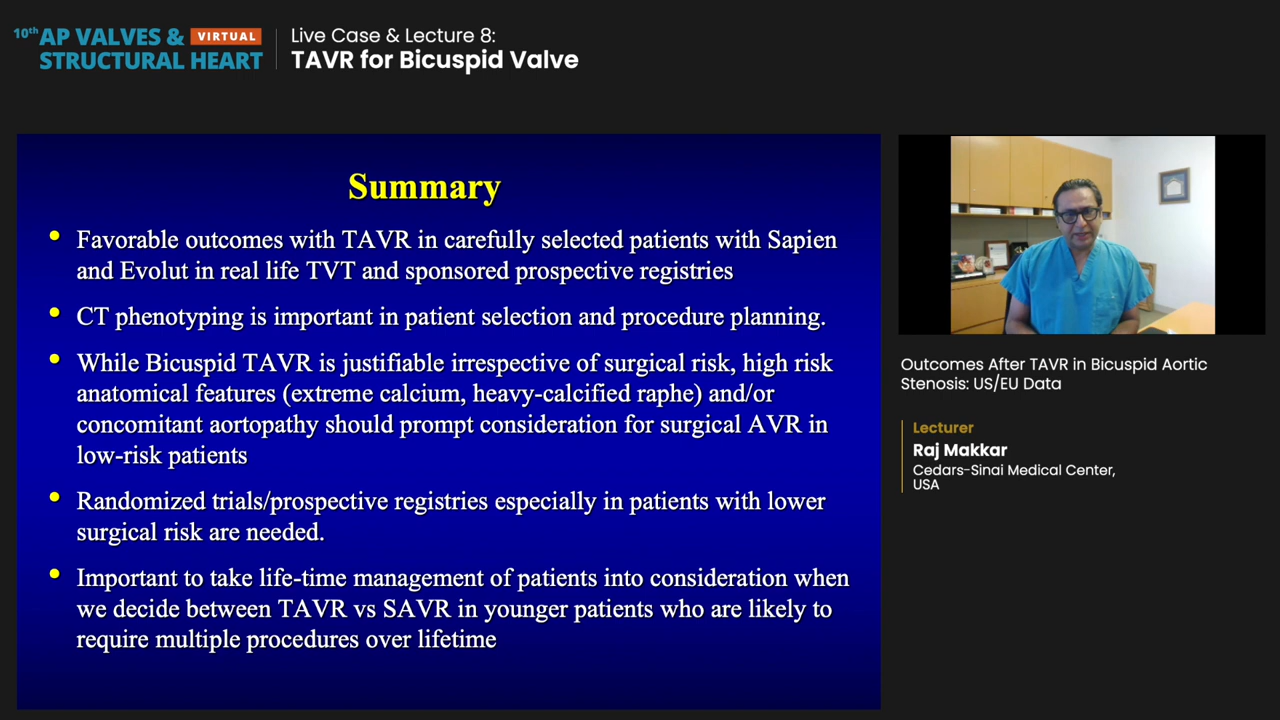 10th AP VALVES & VIRTUAL
STRUCTURAL HEART
Live Case & Lecture 8:
TAVR for Bicuspid Valve
Summary
• Favorable outcomes with TAVR in carefully selected patients with Sapien
and Evolut in real life TVT and sponsored prospective registries
• CT phenotyping is important in patient selection and procedure planning.
• While Bicuspid TAVR is justifiable irrespective of surgical risk, high risk
anatomical features (extreme calcium, heavy-calcified raphe) and/or
concomitant aortopathy should prompt consideration for surgical AVR in
low-risk patients
• Randomized trials/prospective registries especially in patients with lower
surgical risk are needed.
• Important to take life-time management of patients into consideration when
we decide between TAVR vs SAVR in younger patients who are likely to
require multiple procedures over lifetime
Outcomes After TAVR in Bicuspid Aortic
Stenosis: US/EU Data
Lecturer
Raj Makkar
Cedars-Sinai Medical Center,
USA